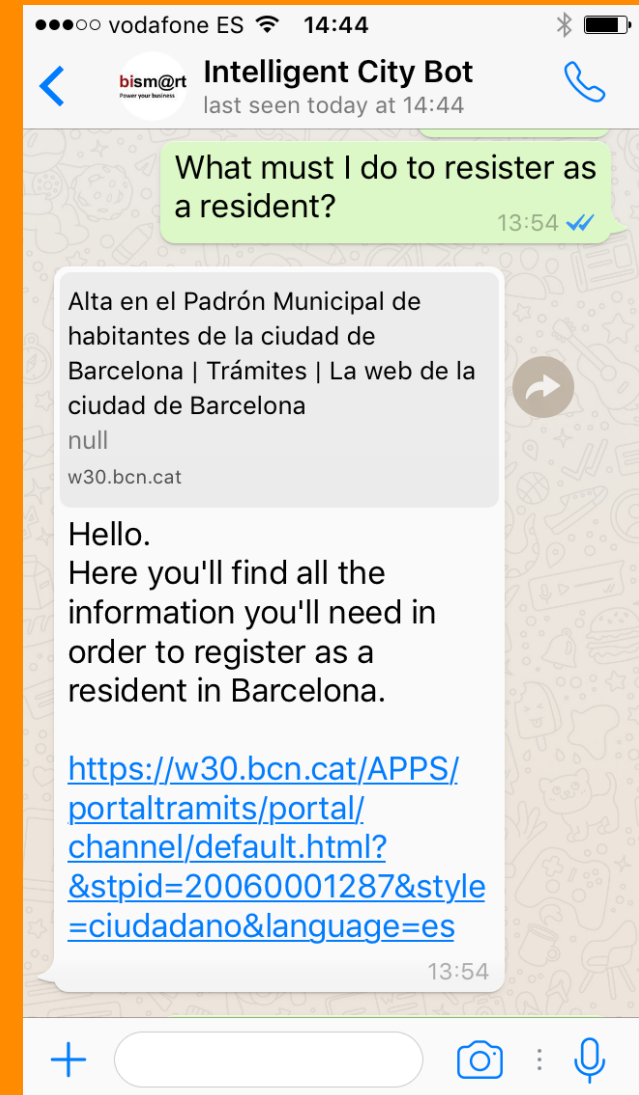 vodafone ES 14:44
bism@rt
Power your business
Intelligent City Bot
last seen today at 14:44
What must I do to resister as
a resident?
13:54
Alta en el Padrón Municipal de
habitantes de la ciudad de
Barcelona | Trámites | La web de la
ciudad de Barcelona
null
w30.bcn.cat
Hello.
Here you'll find all the
information you'll need in
order to register as a
resident in Barcelona.
https://w30.bcn.cat/APPS/
portaltramits/portal/
channel/default.html?
&stpid=20060001287&style
=ciudadano&language=es
13:54